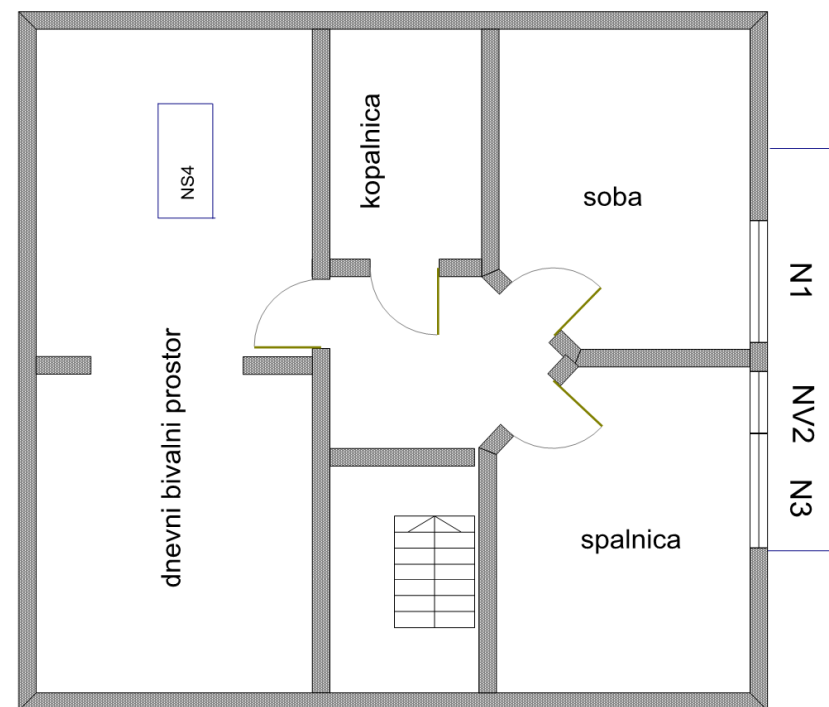 kopalnica
NS4
soba
N1
dnevni bivalni prostor
NV2
N3
spalnica